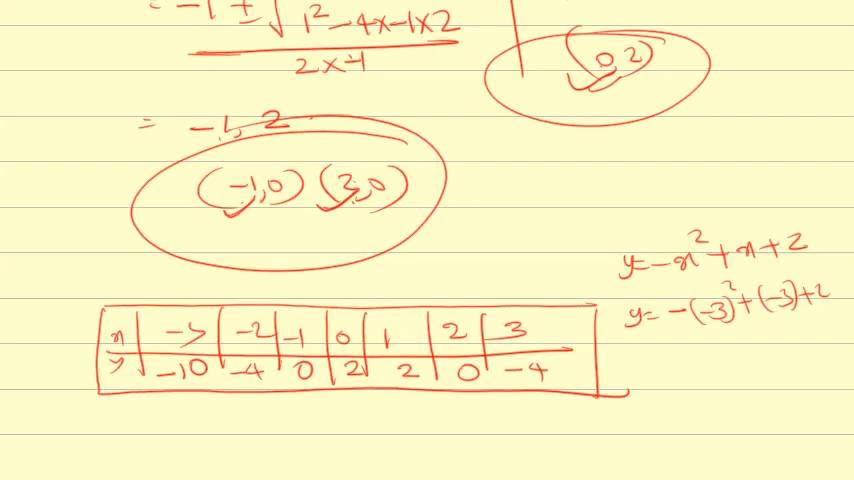 = -1 ± √1² - 4x-1x2
2x-1
0,2)
= -1, 2
(-1,0) (2,0)
y = -x² + x + 2
y = -(-3)² + (-3) + 2
x | -3 | -2 | -1 | 0 | 1 | 2 | 3
y | -10 | -4 | 0 | 2 | 2 | 0 | -4